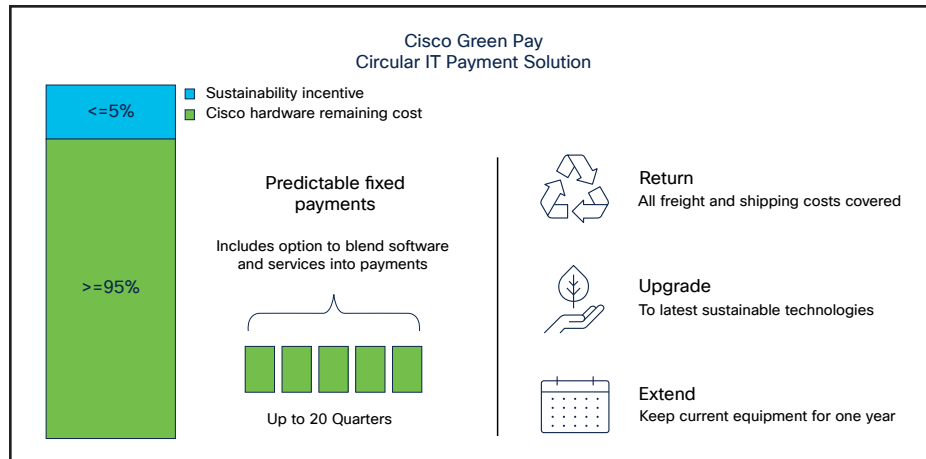 Cisco Green Pay
Circular IT Payment Solution
<=5%
Sustainability incentive
Cisco hardware remaining cost
>=95%
Predictable fixed
payments
Includes option to blend software
and services into payments
Up to 20 Quarters
Return
All freight and shipping costs covered
Upgrade
To latest sustainable technologies
Extend
Keep current equipment for one year